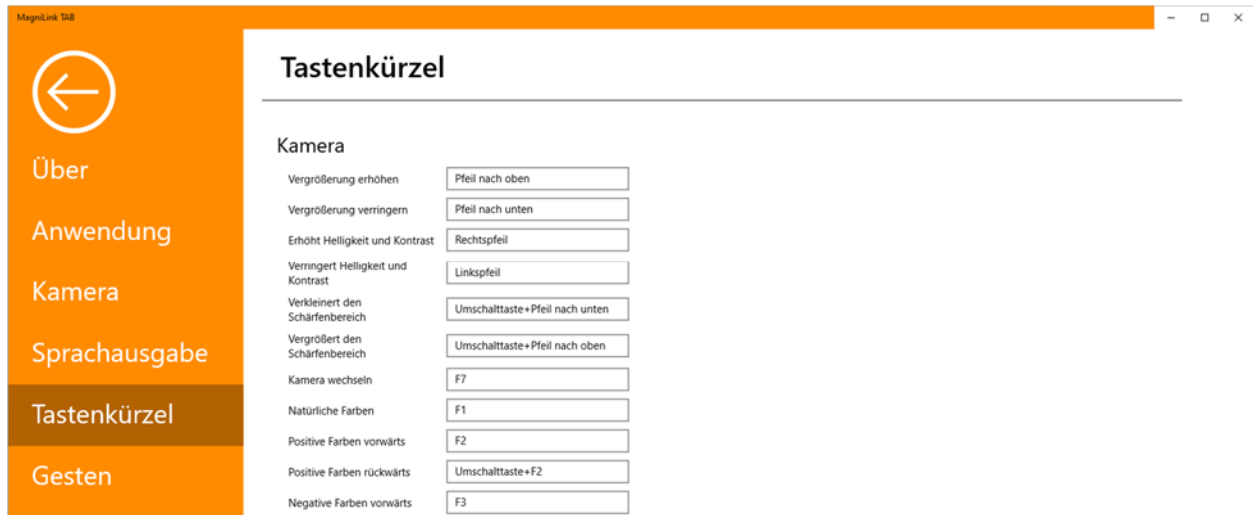 MagniLink TAB
Über
Anwendung
Kamera
Sprachausgabe
Tastenkürzel
Gesten
Tastenkürzel
Kamera
Vergrößerung erhöhen Pfeil nach oben
Vergrößerung verringern Pfeil nach unten
Erhöht Helligkeit und Kontrast Rechtspfeil
Verringert Helligkeit und
Kontrast
Linkspfeil
Verkleinert den
Schärfenbereich
Umschalttaste+Pfeil nach unten
Vergrößert den
Schärfenbereich
Umschalttaste+Pfeil nach oben
Kamera wechseln F7
Natürliche Farben F1
Positive Farben vorwärts F2
Positive Farben rückwärts Umschalttaste+F2
Negative Farben vorwärts F3